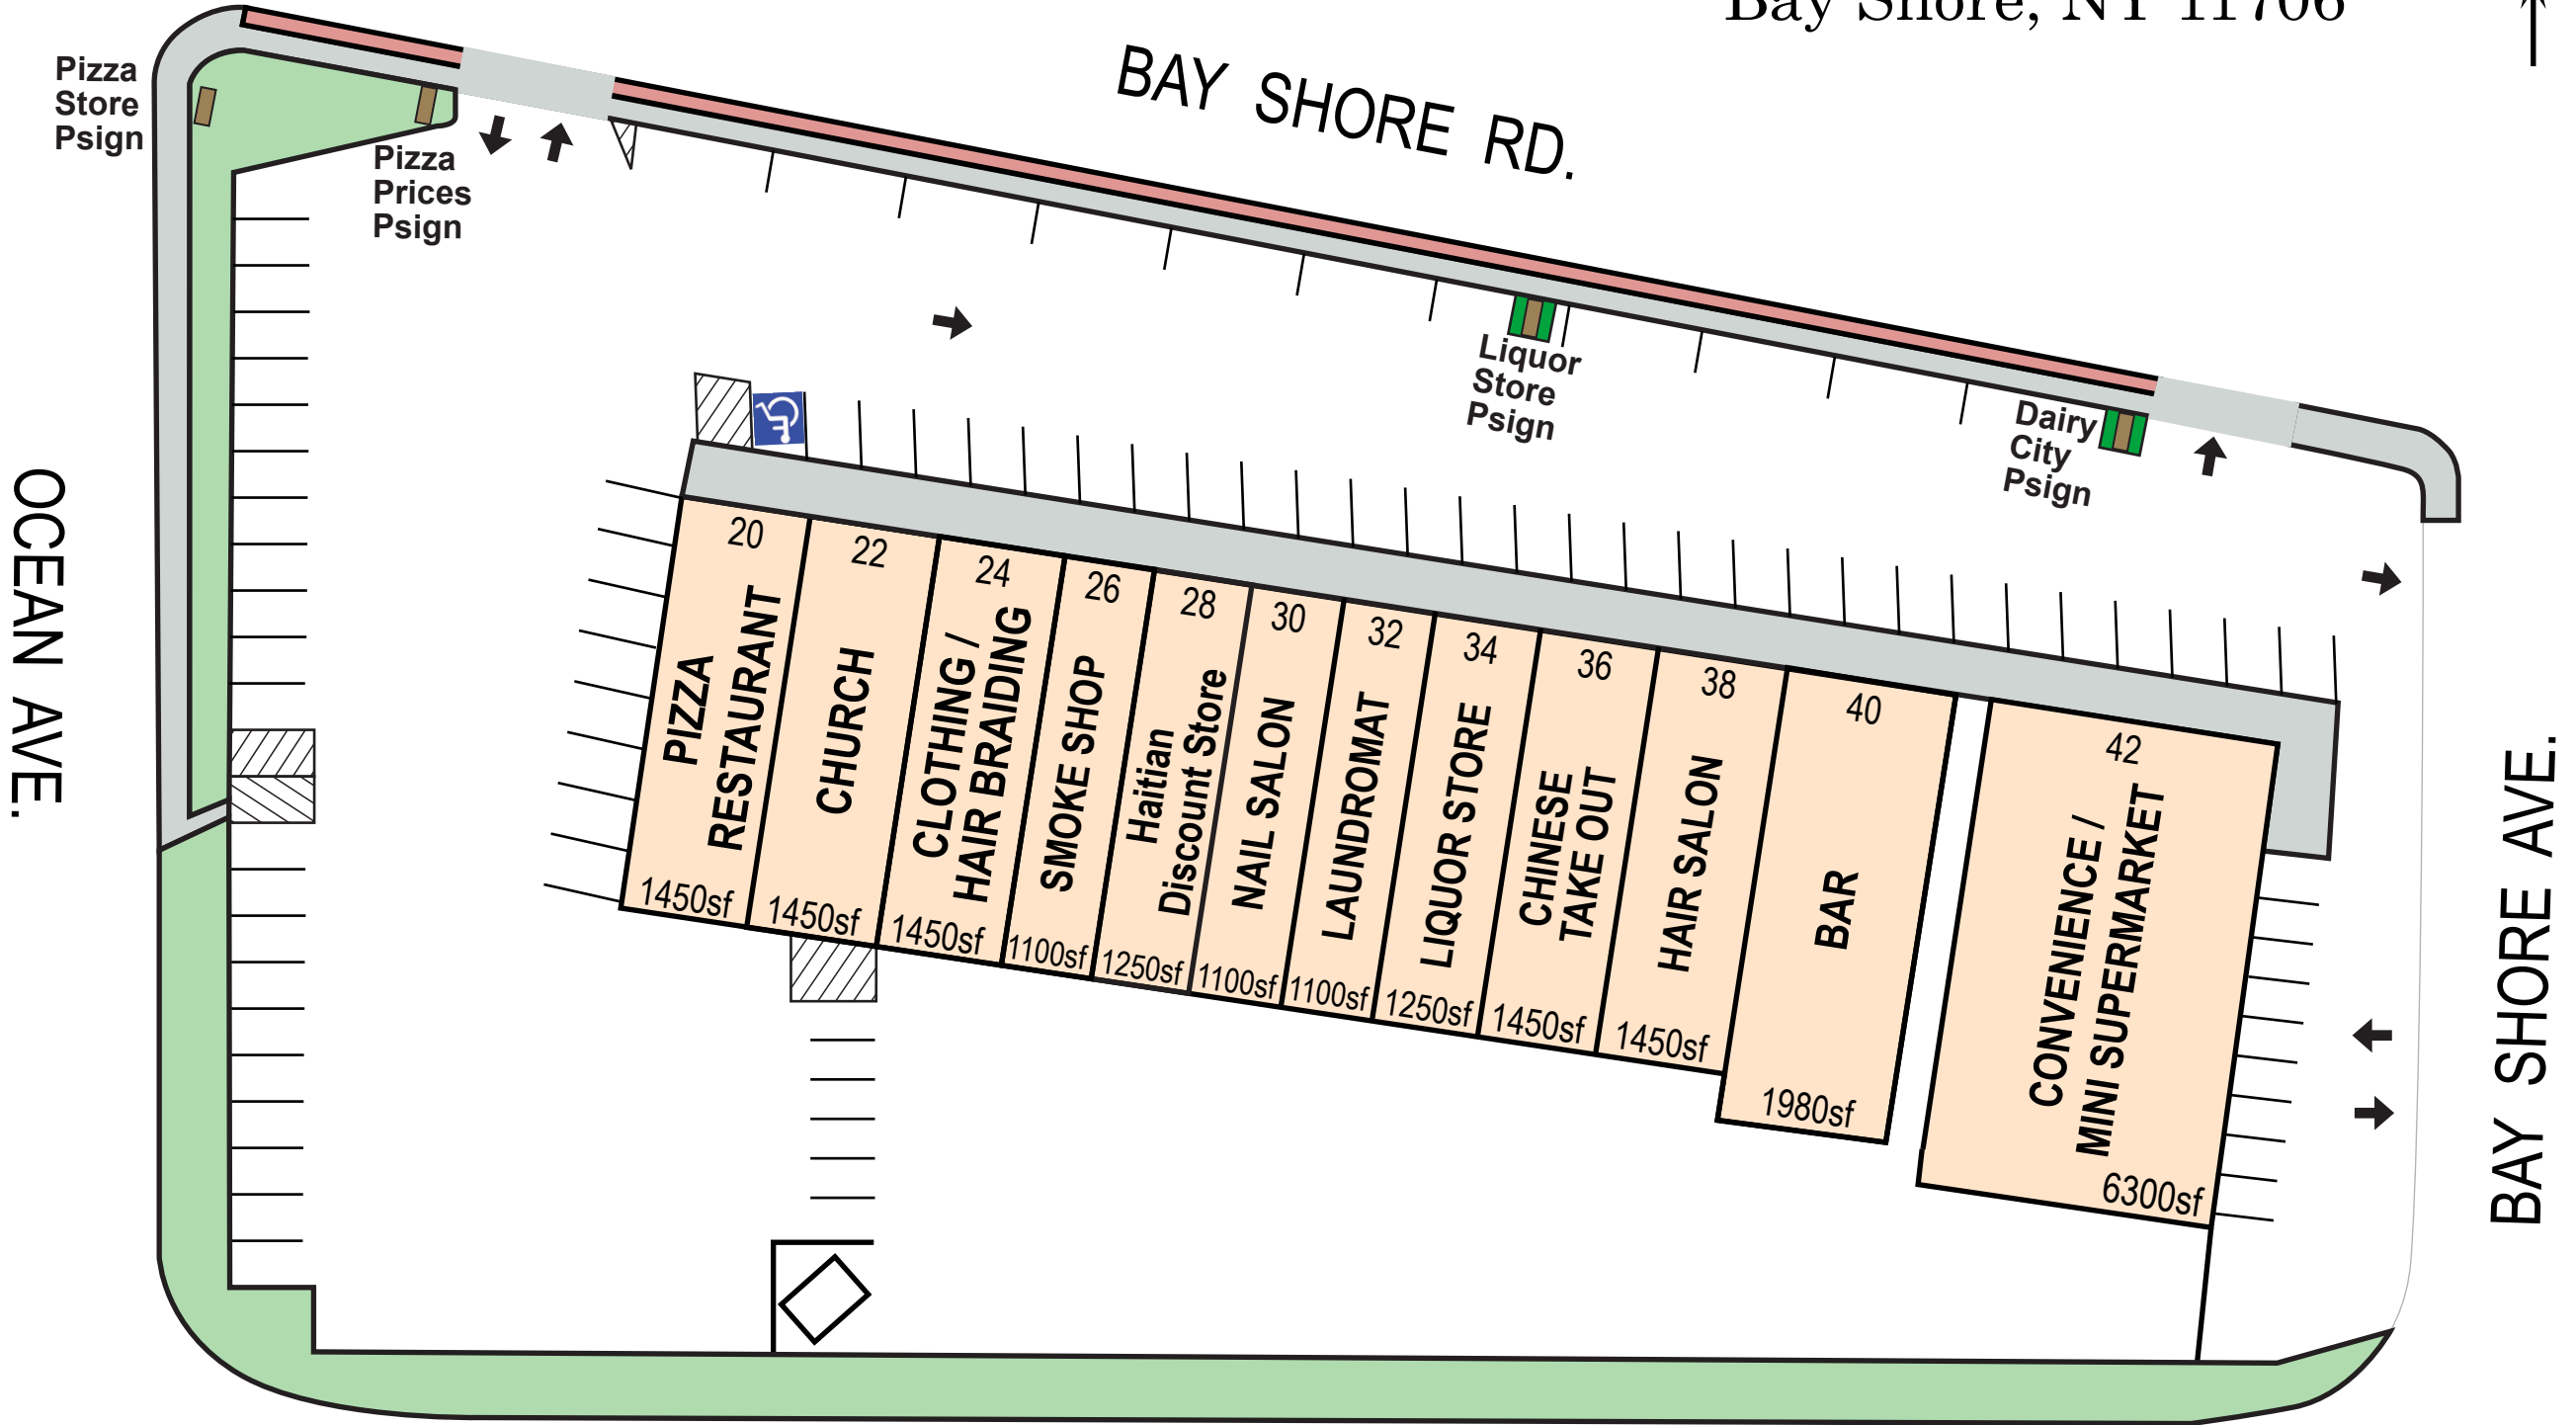 Bay Shore, NY 11706
BAY SHORE RD.
Pizza
Store
Psign
Pizza
Prices
Psign
Liquor
Store
Psign
Dairy
City
Psign
OCEAN AVE.
BAY SHORE AVE.
20
PIZZA
RESTAURANT
1450sf
22
CHURCH
1450sf
24
CLOTHING /
HAIR BRAIDING
1450sf
26
SMOKE SHOP
1100sf
28
Haitian
Discount Store
1250sf
30
NAIL SALON
1100sf
32
LAUNDROMAT
1100sf
34
LIQUOR STORE
1250sf
36
CHINESE
TAKE OUT
1450sf
38
HAIR SALON
1450sf
40
BAR
1980sf
42
CONVENIENCE /
MINI SUPERMARKET
6300sf